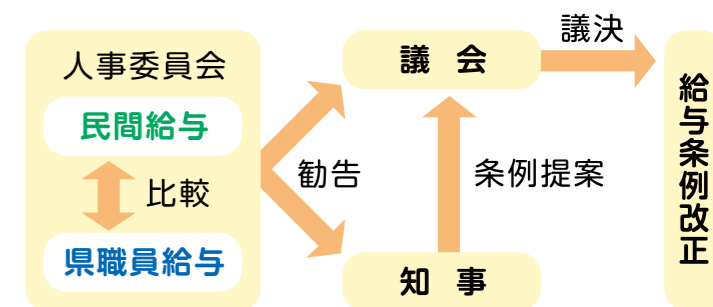 人事委員会
民間給与
比較
県職員給与
勧告
議会
知事
条例提案
議決
給与条例改正